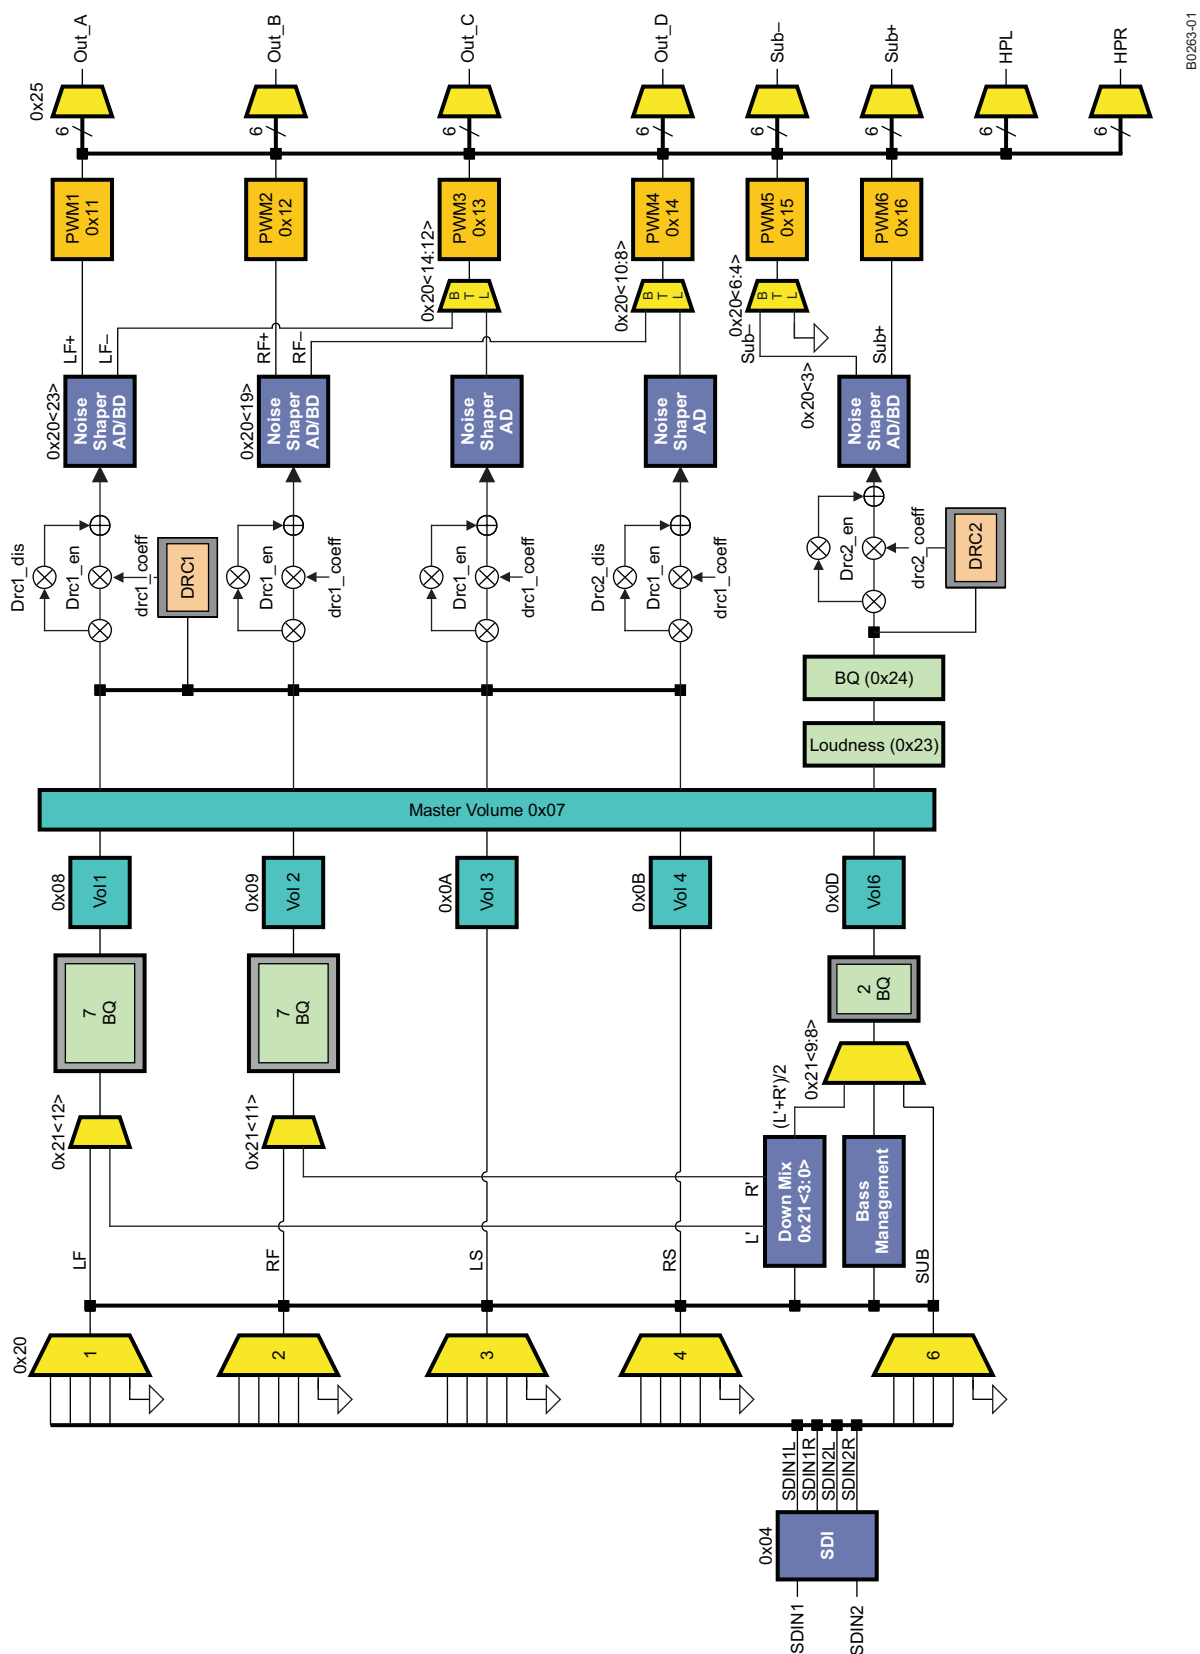 SDIN1
SDIN2
0x04
SDI
SDIN1L
SDIN1R
SDIN2L
SDIN2R
0x20
1
2
3
4
6
LF
RF
LS
RS
SUB
L'
R'
Down Mix
0x21<3:0>
(L'+R')/2
Bass
Management
0x21<12>
0x21<11>
0x21<9:8>
7
BQ
7
BQ
2
BQ
0x08
Vol1
0x09
Vol 2
0x0A
Vol 3
0x0B
Vol 4
0x0D
Vol6
Master Volume 0x07
Loudness (0x23)
BQ (0x24)
Drc1_dis
Drc1_en
drc1_coeff
DRC1
Drc1_en
drc1_coeff
Drc1_en
drc1_coeff
Drc2_dis
Drc1_en
drc1_coeff
Drc2_en
drc2_coeff
DRC2
0x20<23>
Noise
Shaper
AD/BD
0x20<19>
Noise
Shaper
AD/BD
Noise
Shaper
AD
Noise
Shaper
AD
0x20<3>
Noise
Shaper
AD/BD
LF+
LF–
RF+
RF–
Sub–
Sub+
0x20<14:12>
B
T
L
0x20<10:8>
B
T
L
0x20<6:4>
B
T
L
PWM1
0x11
PWM2
0x12
PWM3
0x13
PWM4
0x14
PWM5
0x15
PWM6
0x16
0x25
6
6
6
6
6
6
6
6
Out_A
Out_B
Out_C
Out_D
Sub–
Sub+
HPL
HPR
B0263-01